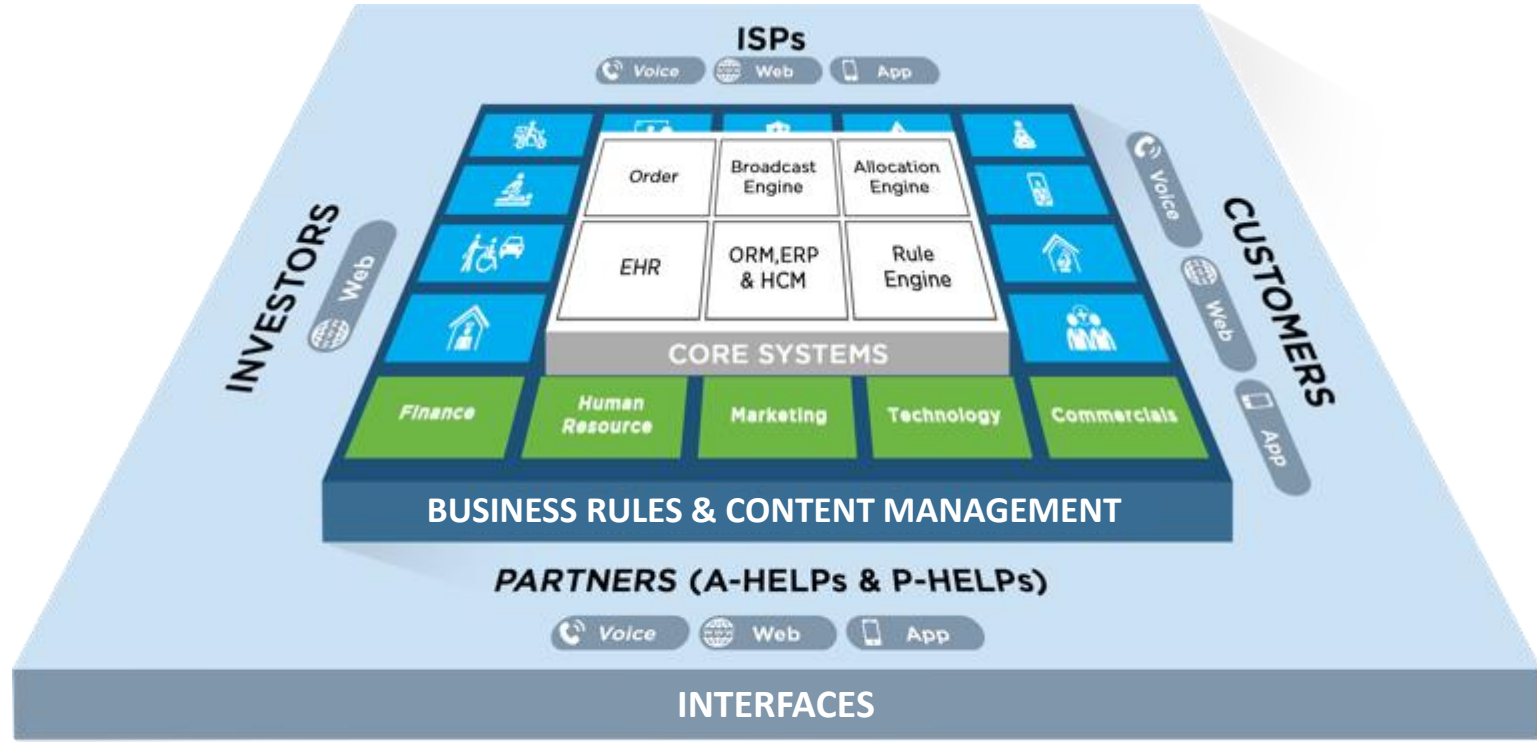 ISPs
Voice
Web
App
INVESTORS
Web
CUSTOMERS
Voice
Web
App
Order
Broadcast
Engine
Allocation
Engine
EHR
ORM,ERP
& HCM
Rule
Engine
CORE SYSTEMS
Finance
Human
Resource
Marketing
Technology
Commercials
BUSINESS RULES & CONTENT MANAGEMENT
PARTNERS (A-HELPs & P-HELPs)
Voice
Web
App
INTERFACES